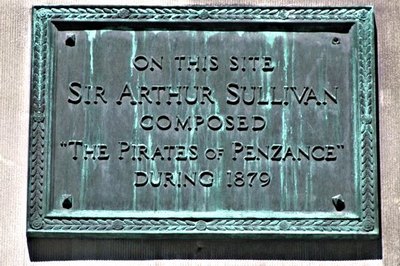 ON THIS SITE
SIR ARTHUR SULLIVAN
COMPOSED
"THE PIRATES OF PENZANCE"
DURING 1879